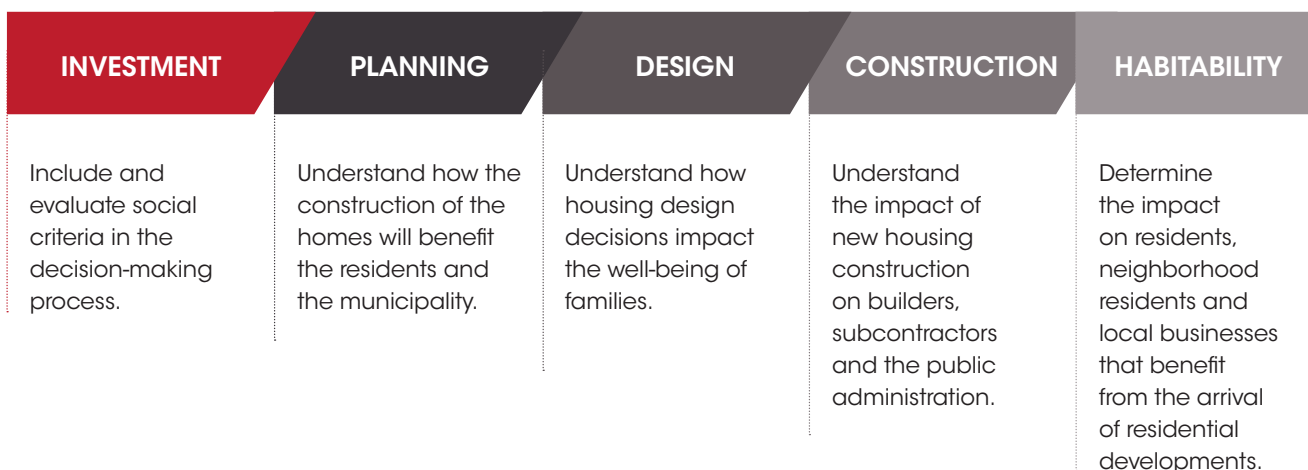 INVESTMENT
Include and
evaluate social
criteria in the
decision-making
process.
PLANNING
Understand how the
construction of the
homes will benefit
the residents and
the municipality.
DESIGN
Understand how
housing design
decisions impact
the well-being of
families.
CONSTRUCTION
Understand
the impact of
new housing
construction
on builders,
subcontractors
and the public
administration.
HABITABILITY
Determine
the impact
on residents,
neighborhood
residents and
local businesses
that benefit
from the arrival
of residential
developments.